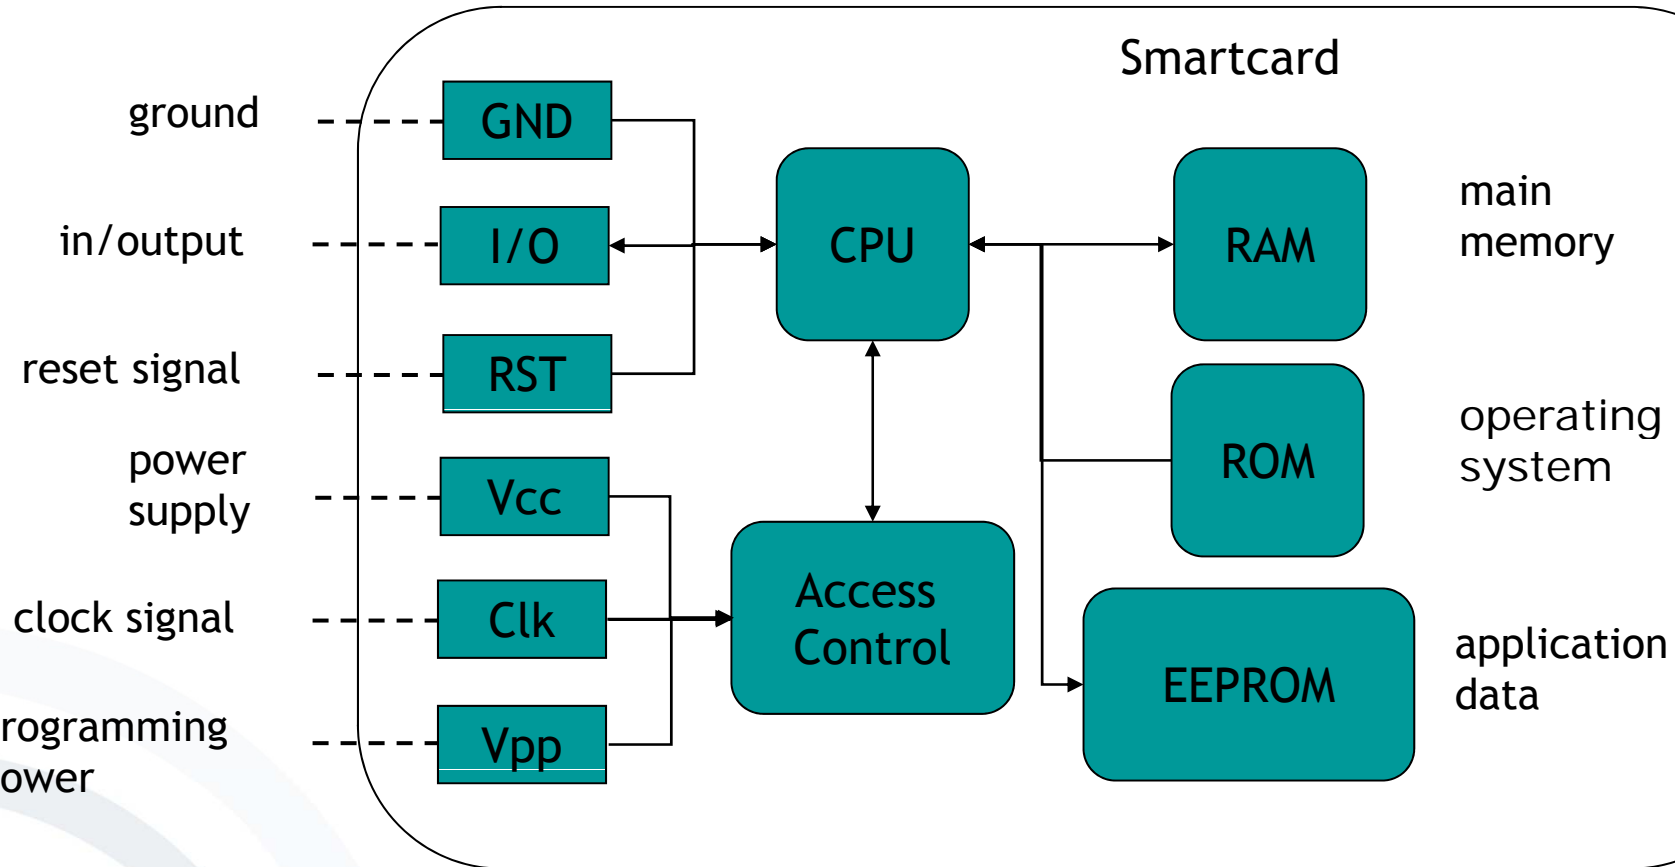 Smartcard
ground
GND
in/output
I/O
CPU
RAM
main
memory
reset signal
RST
ROM
operating
system
power
supply
Vcc
clock signal
Clk
Access
Control
EEPROM
application
data
rogramming
ower
Vpp